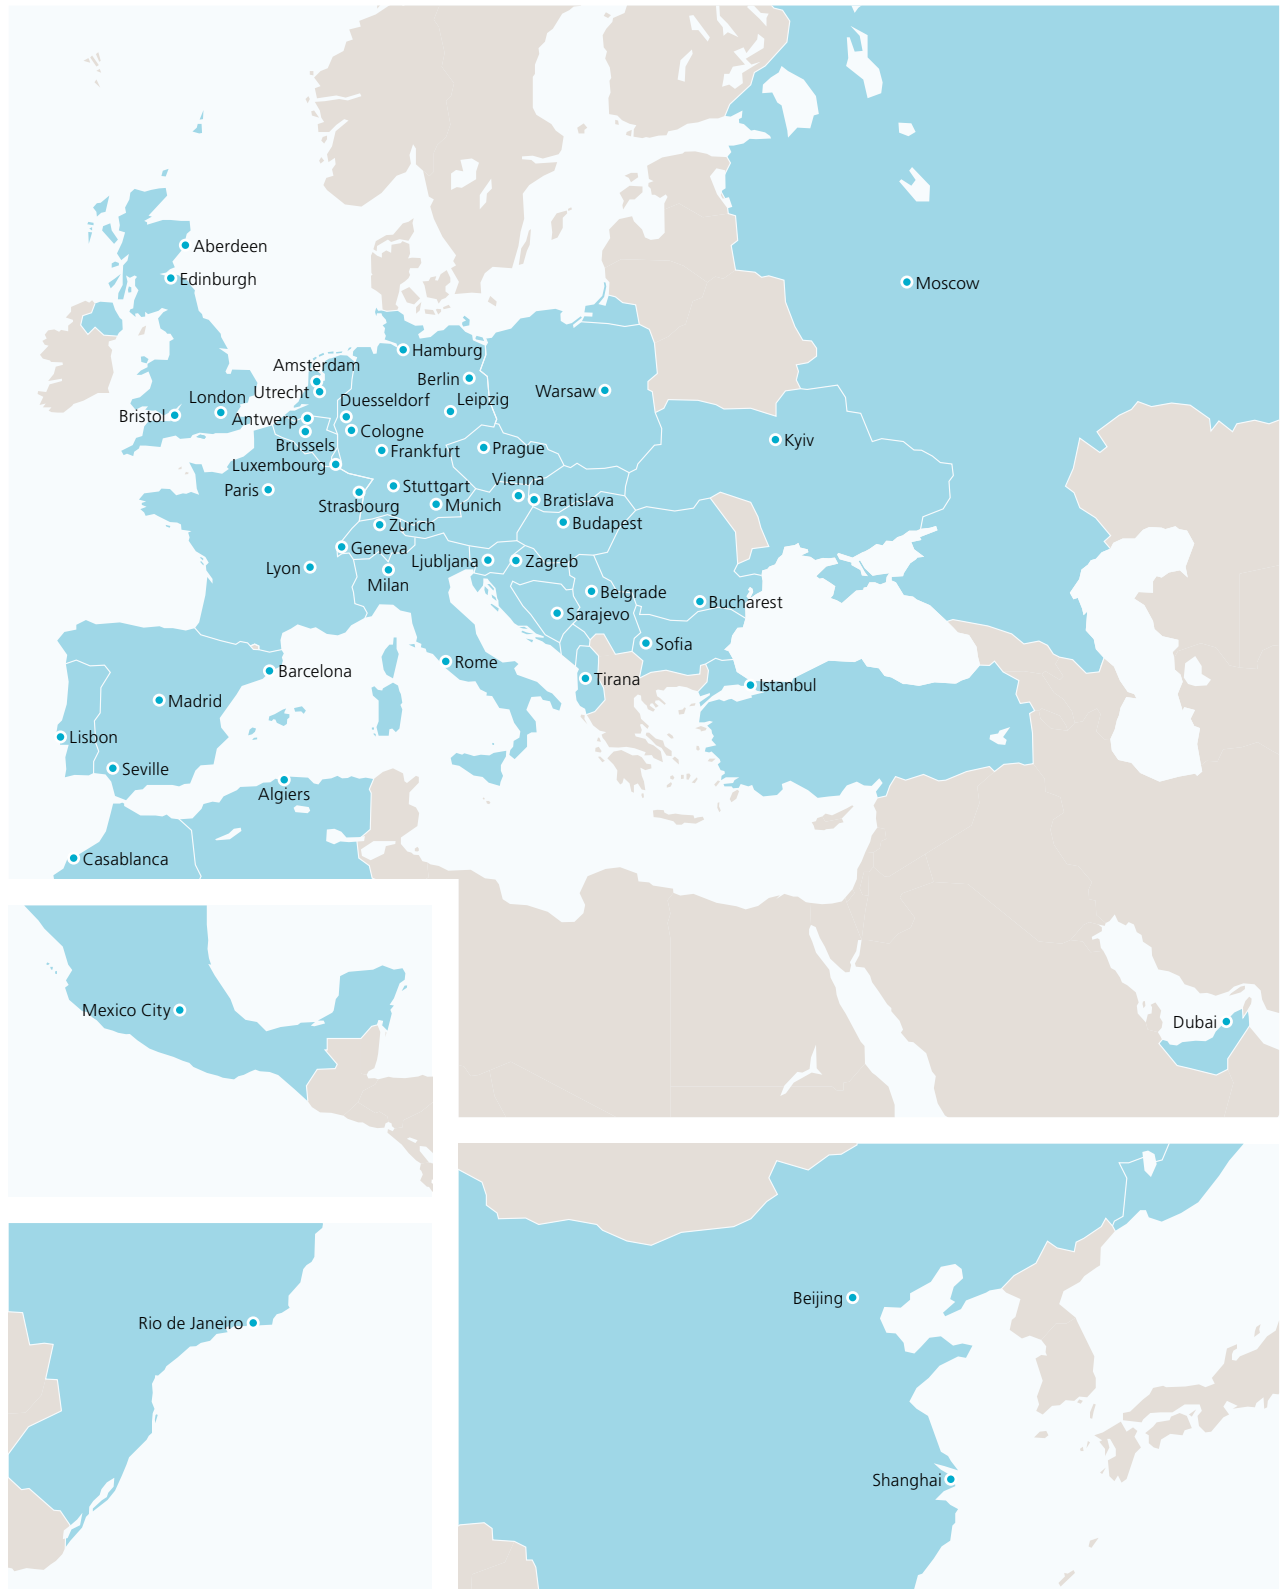 Aberdeen
Edinburgh
Moscow
Hamburg
Amsterdam
Berlin
Utrecht
Warsaw
London
Duesseldorf
Leipzig
Bristol
Antwerp
Cologne
Kyiv
Brussels
Frankfurt
Prague
Luxembourg
Vienna
Paris
Stuttgart
Strasbourg
Munich
Bratislava
Zurich
Budapest
Geneva
Ljubljana
Zagreb
Lyon
Milan
Belgrade
Bucharest
Sarajevo
Sofia
Rome
Barcelona
Tirana
Istanbul
Madrid
Lisbon
Seville
Algiers
Casablanca
Mexico City
Dubai
Rio de Janeiro
Beijing
Shanghai